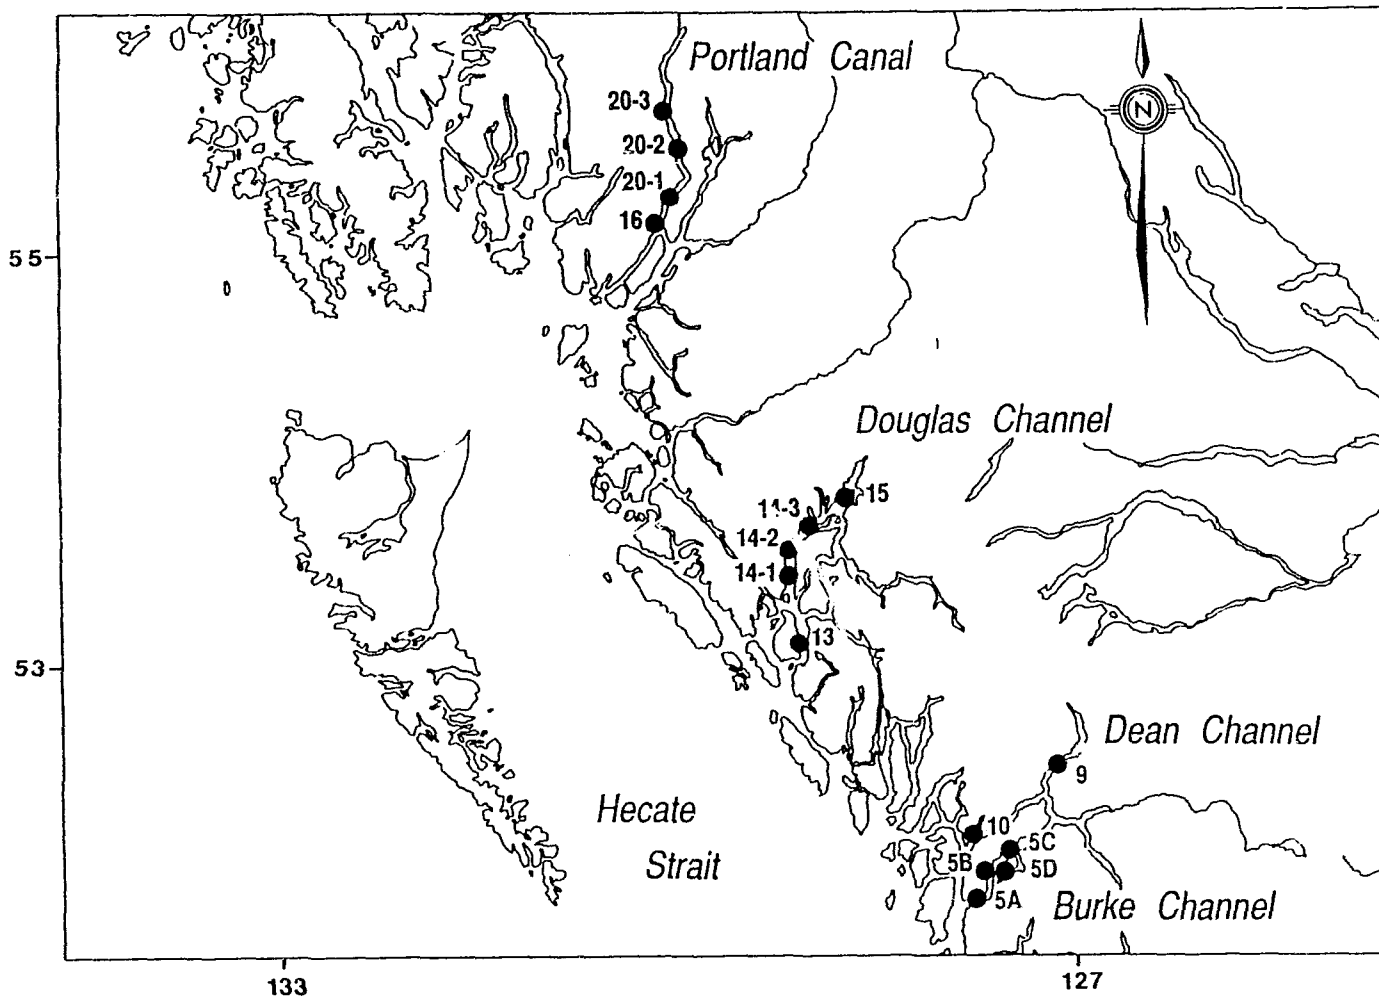 Portland Canal
N
20-3
20-2
20-1
16
55
Douglas Channel
15
14-3
14-2
14-1
13
53
Dean Channel
9
Hecate
Strait
10
5C
5B
5D
5A
Burke Channel
133
127